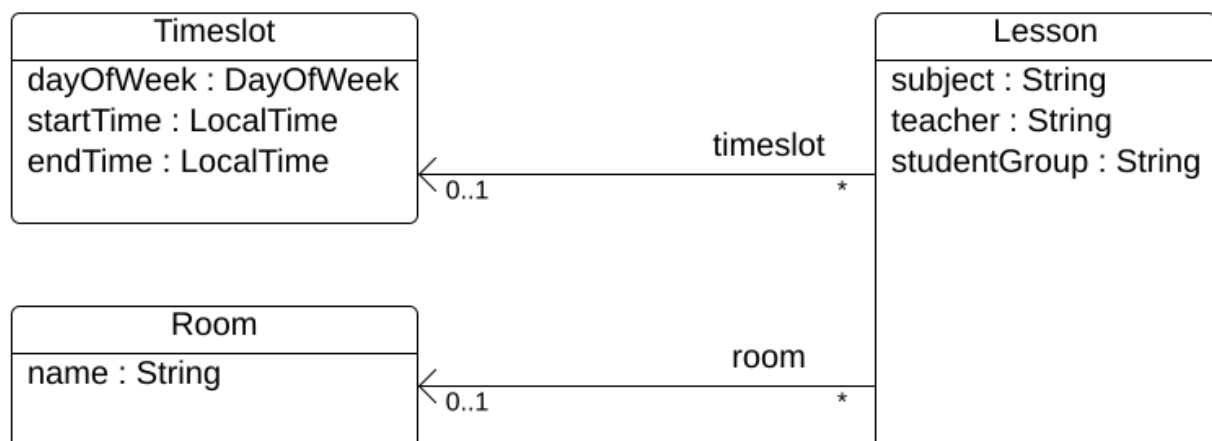 Timeslot
dayOfWeek : DayOfWeek
startTime : LocalTime
endTime : LocalTime
Lesson
subject : String
teacher : String
studentGroup : String
timeslot
0..1
*
Room
name : String
room
0..1
*